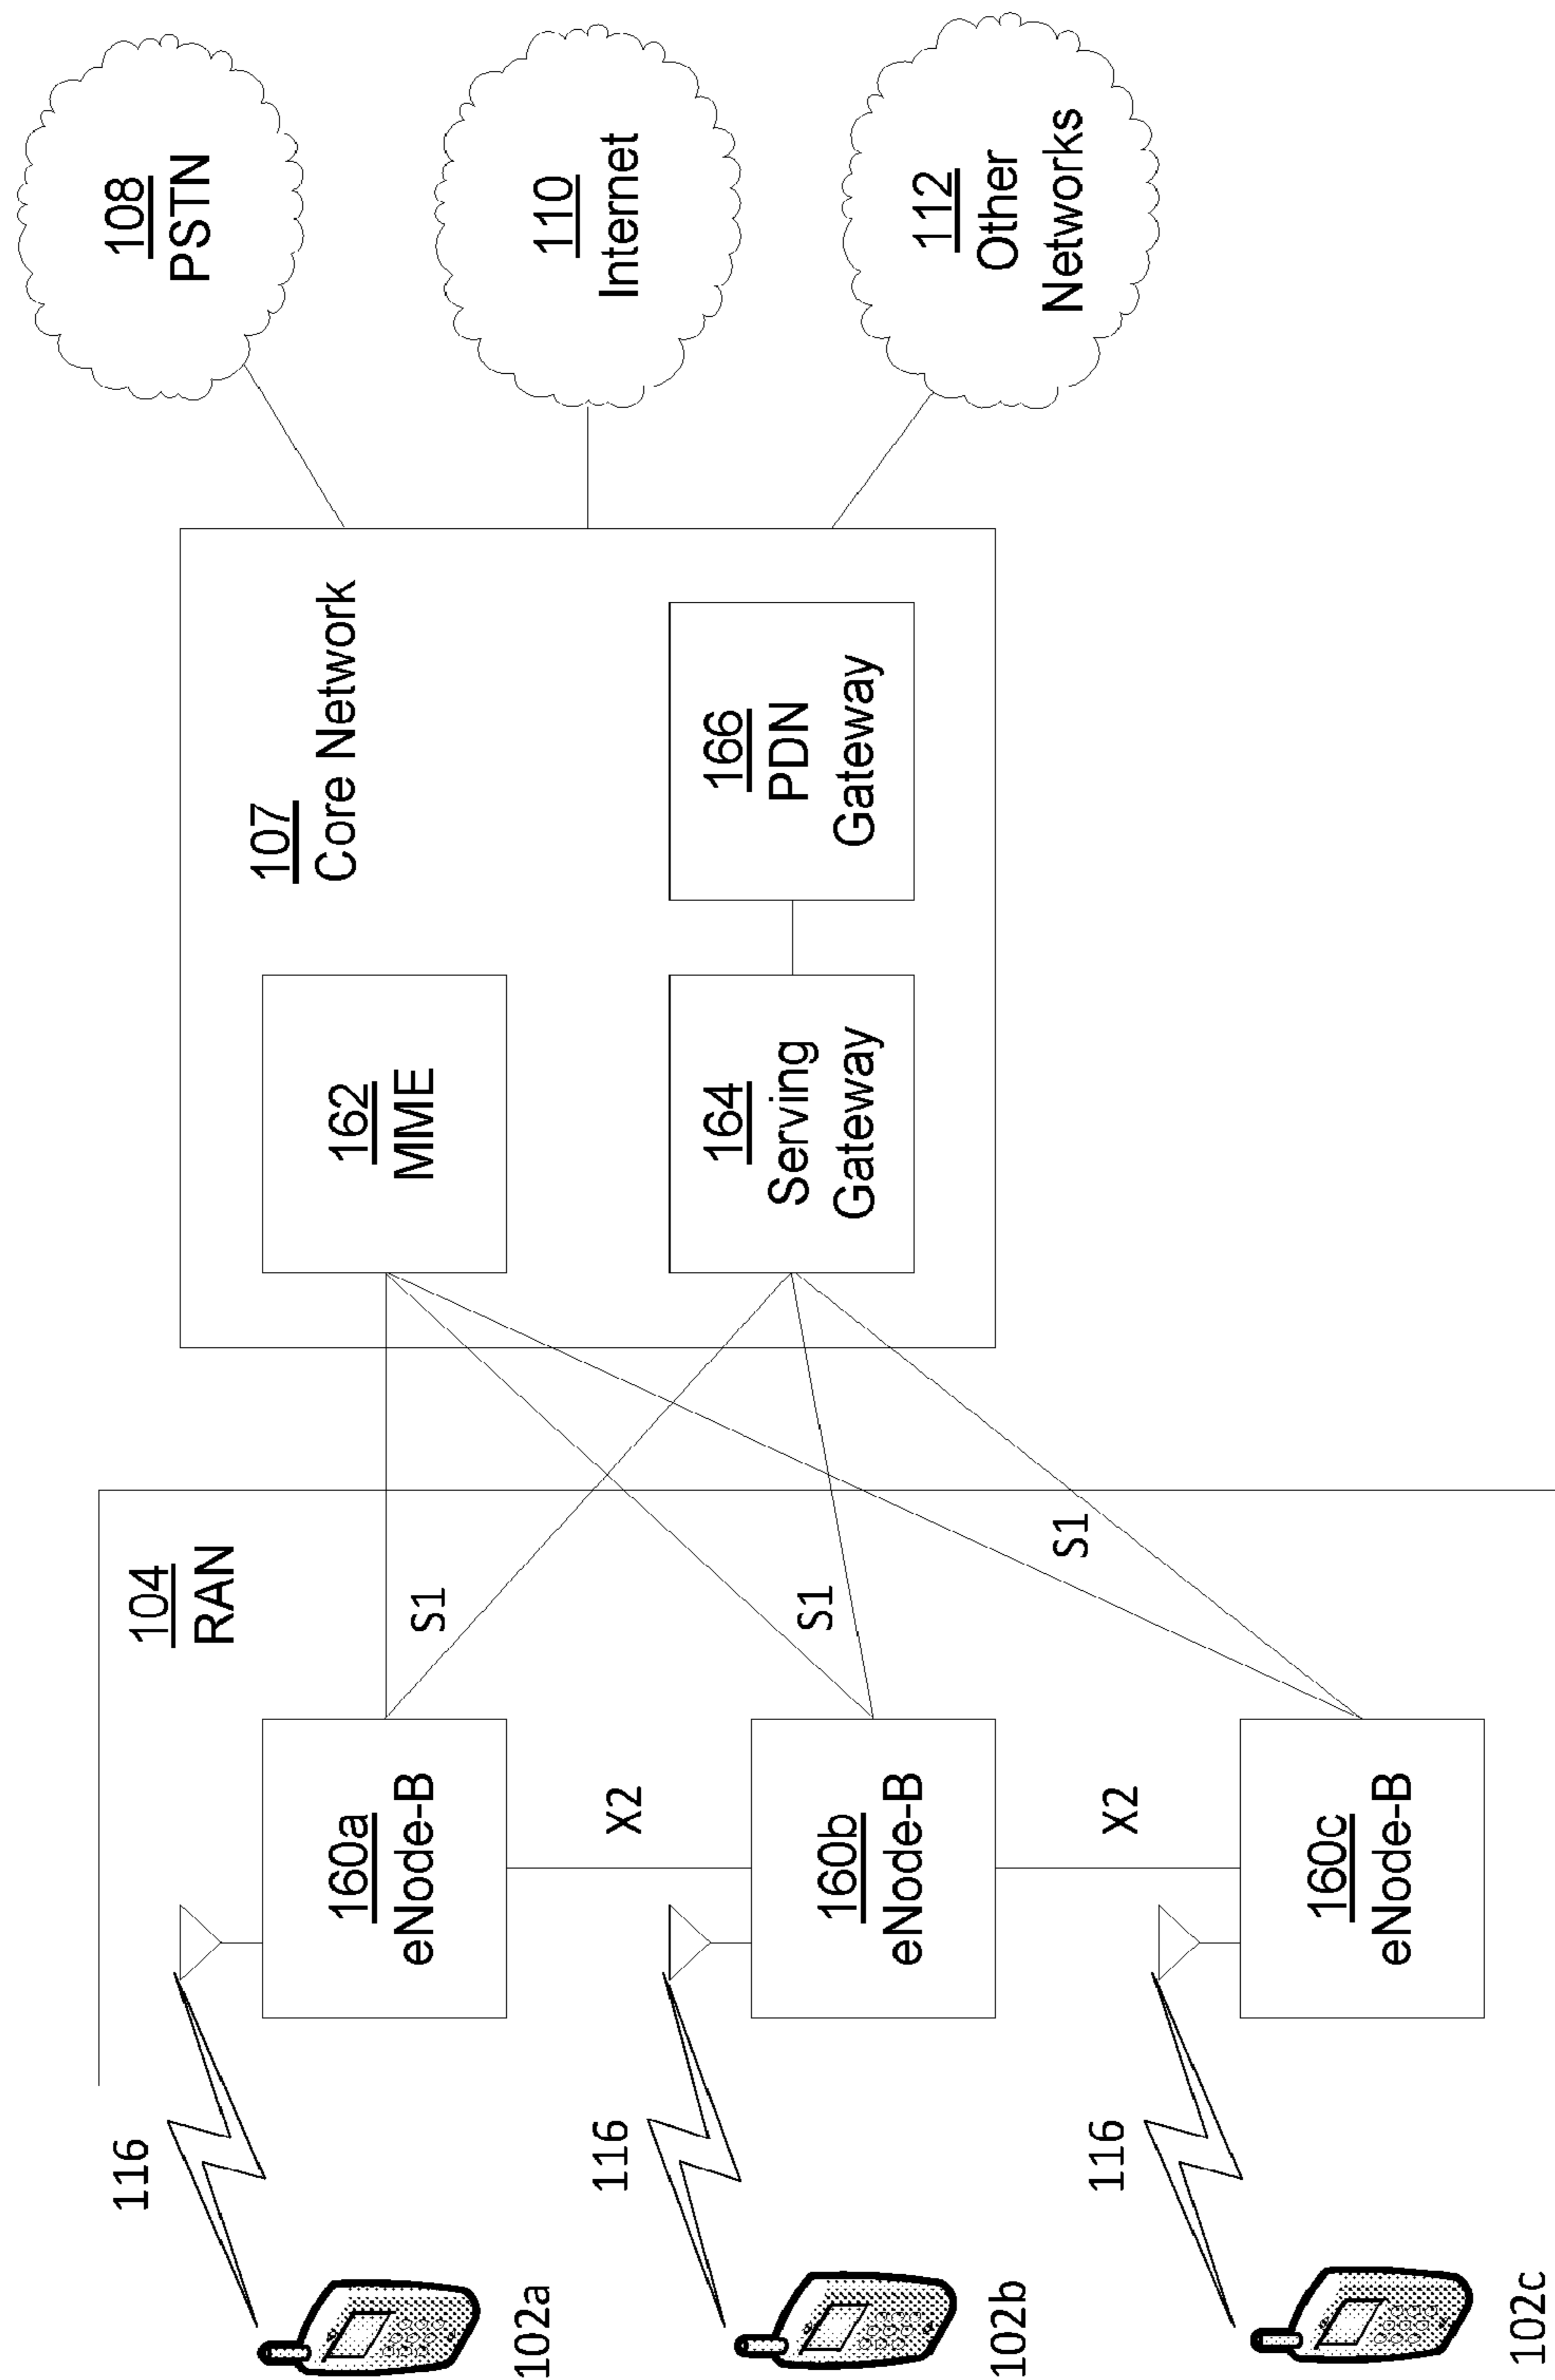 108
PSTN
110
Internet
112
Other
Networks
107
Core Network
162
MME
166
PDN
Gateway
164
Serving
Gateway
104
RAN
S1
S1
S1
160a
eNode-B
X2
160b
eNode-B
X2
160c
eNode-B
116
116
116
102a
102b
102c